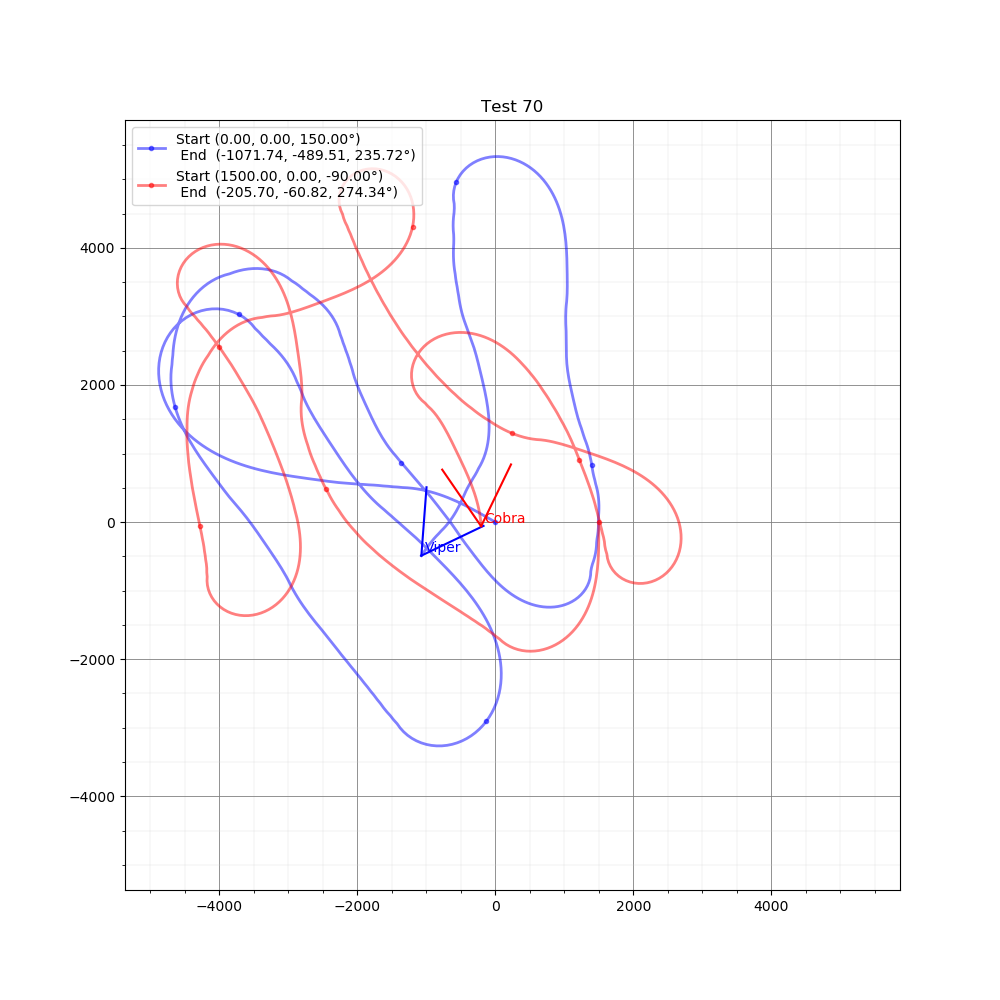 Test 70
Start (0.00, 0.00, 150.00°)
End (-1071.74, -489.51, 235.72°)
Start (1500.00, 0.00, -90.00°)
End (-205.70, -60.82, 274.34°)
4000
2000
0
−2000
−4000
Cobra
Viper
−4000 −2000 0 2000 4000